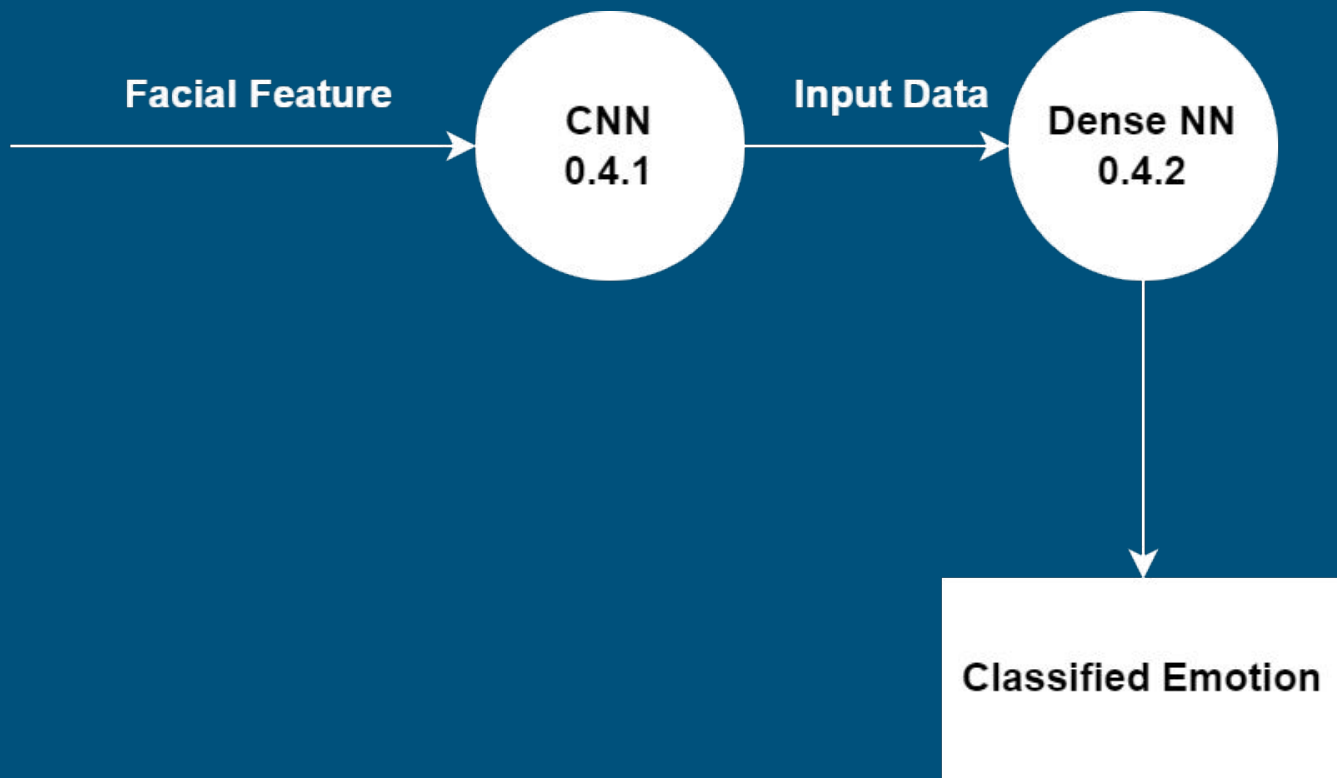 Facial Feature
CNN
0.4.1
Input Data
Dense NN
0.4.2
Classified Emotion